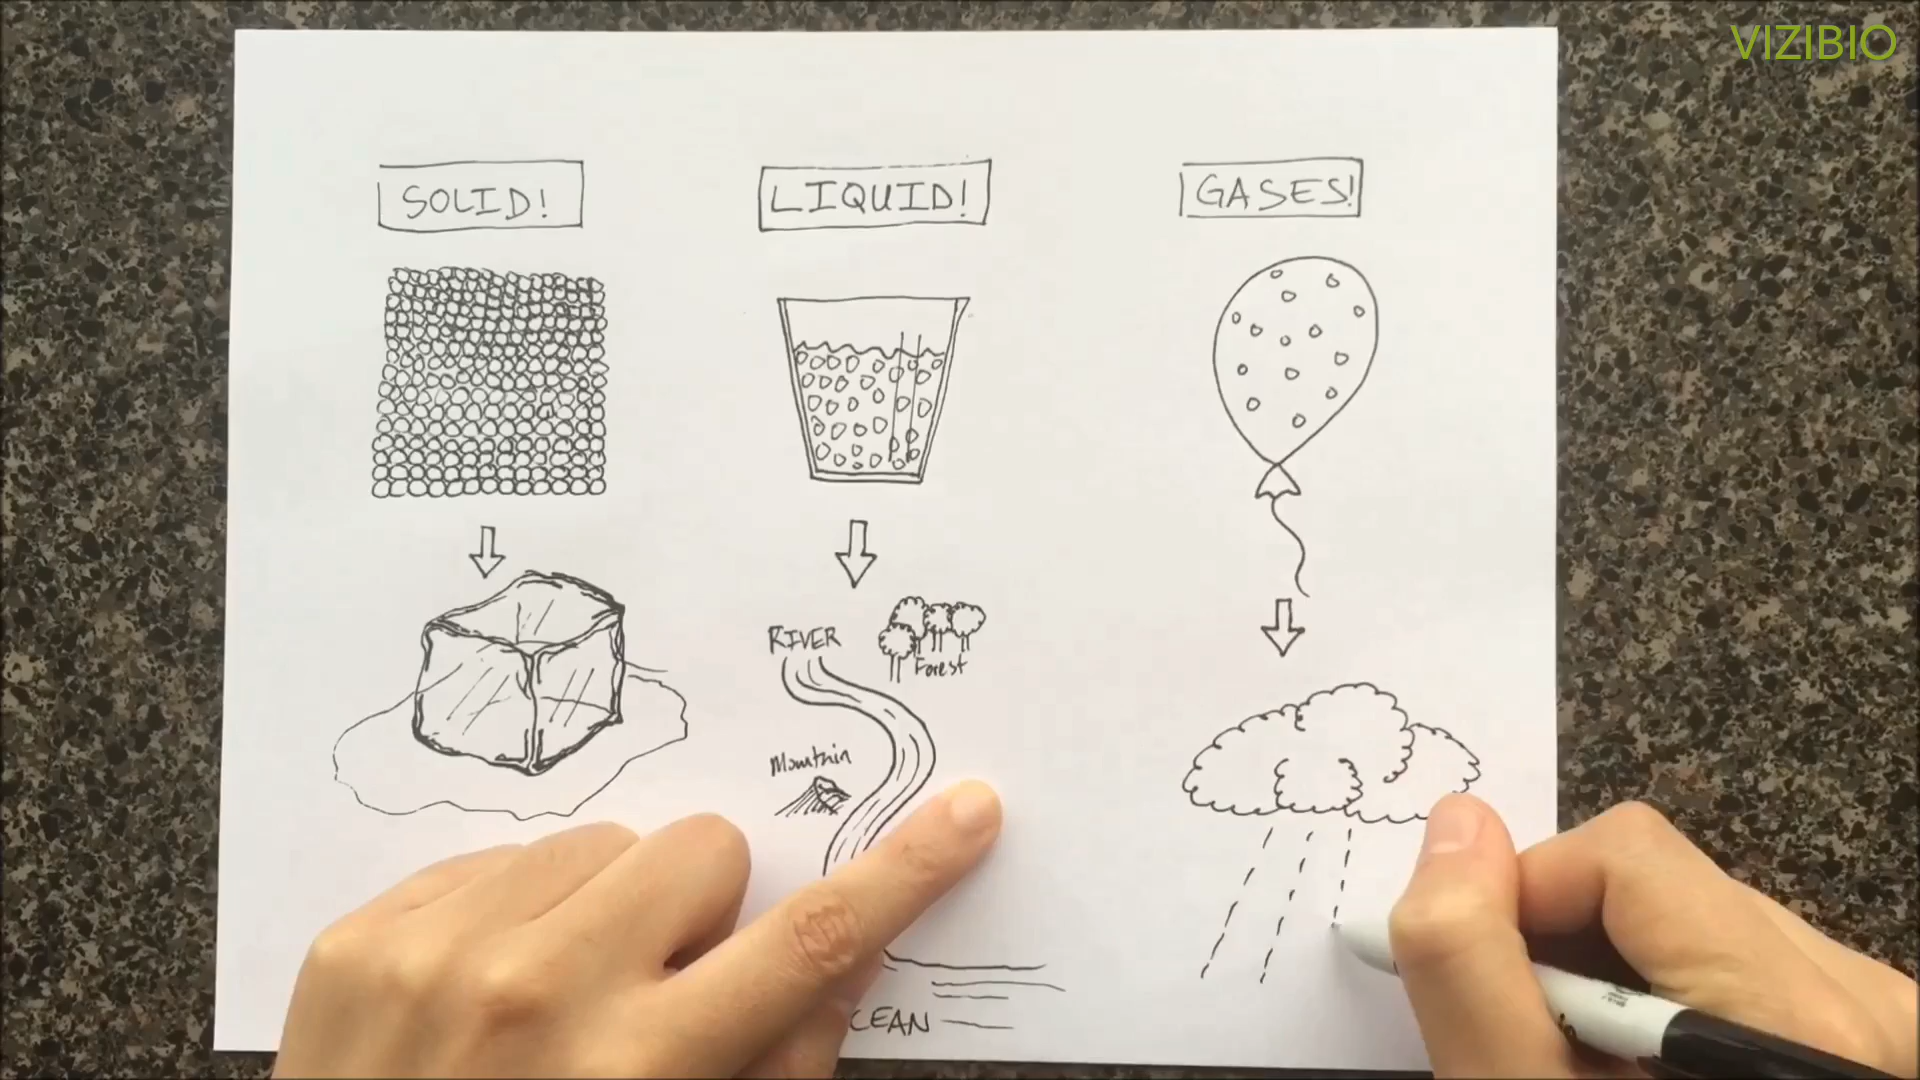 VIZIBIO
SOLID!
LIQUID!
GASES!
RIVER
Forest
Mountain
CEAN